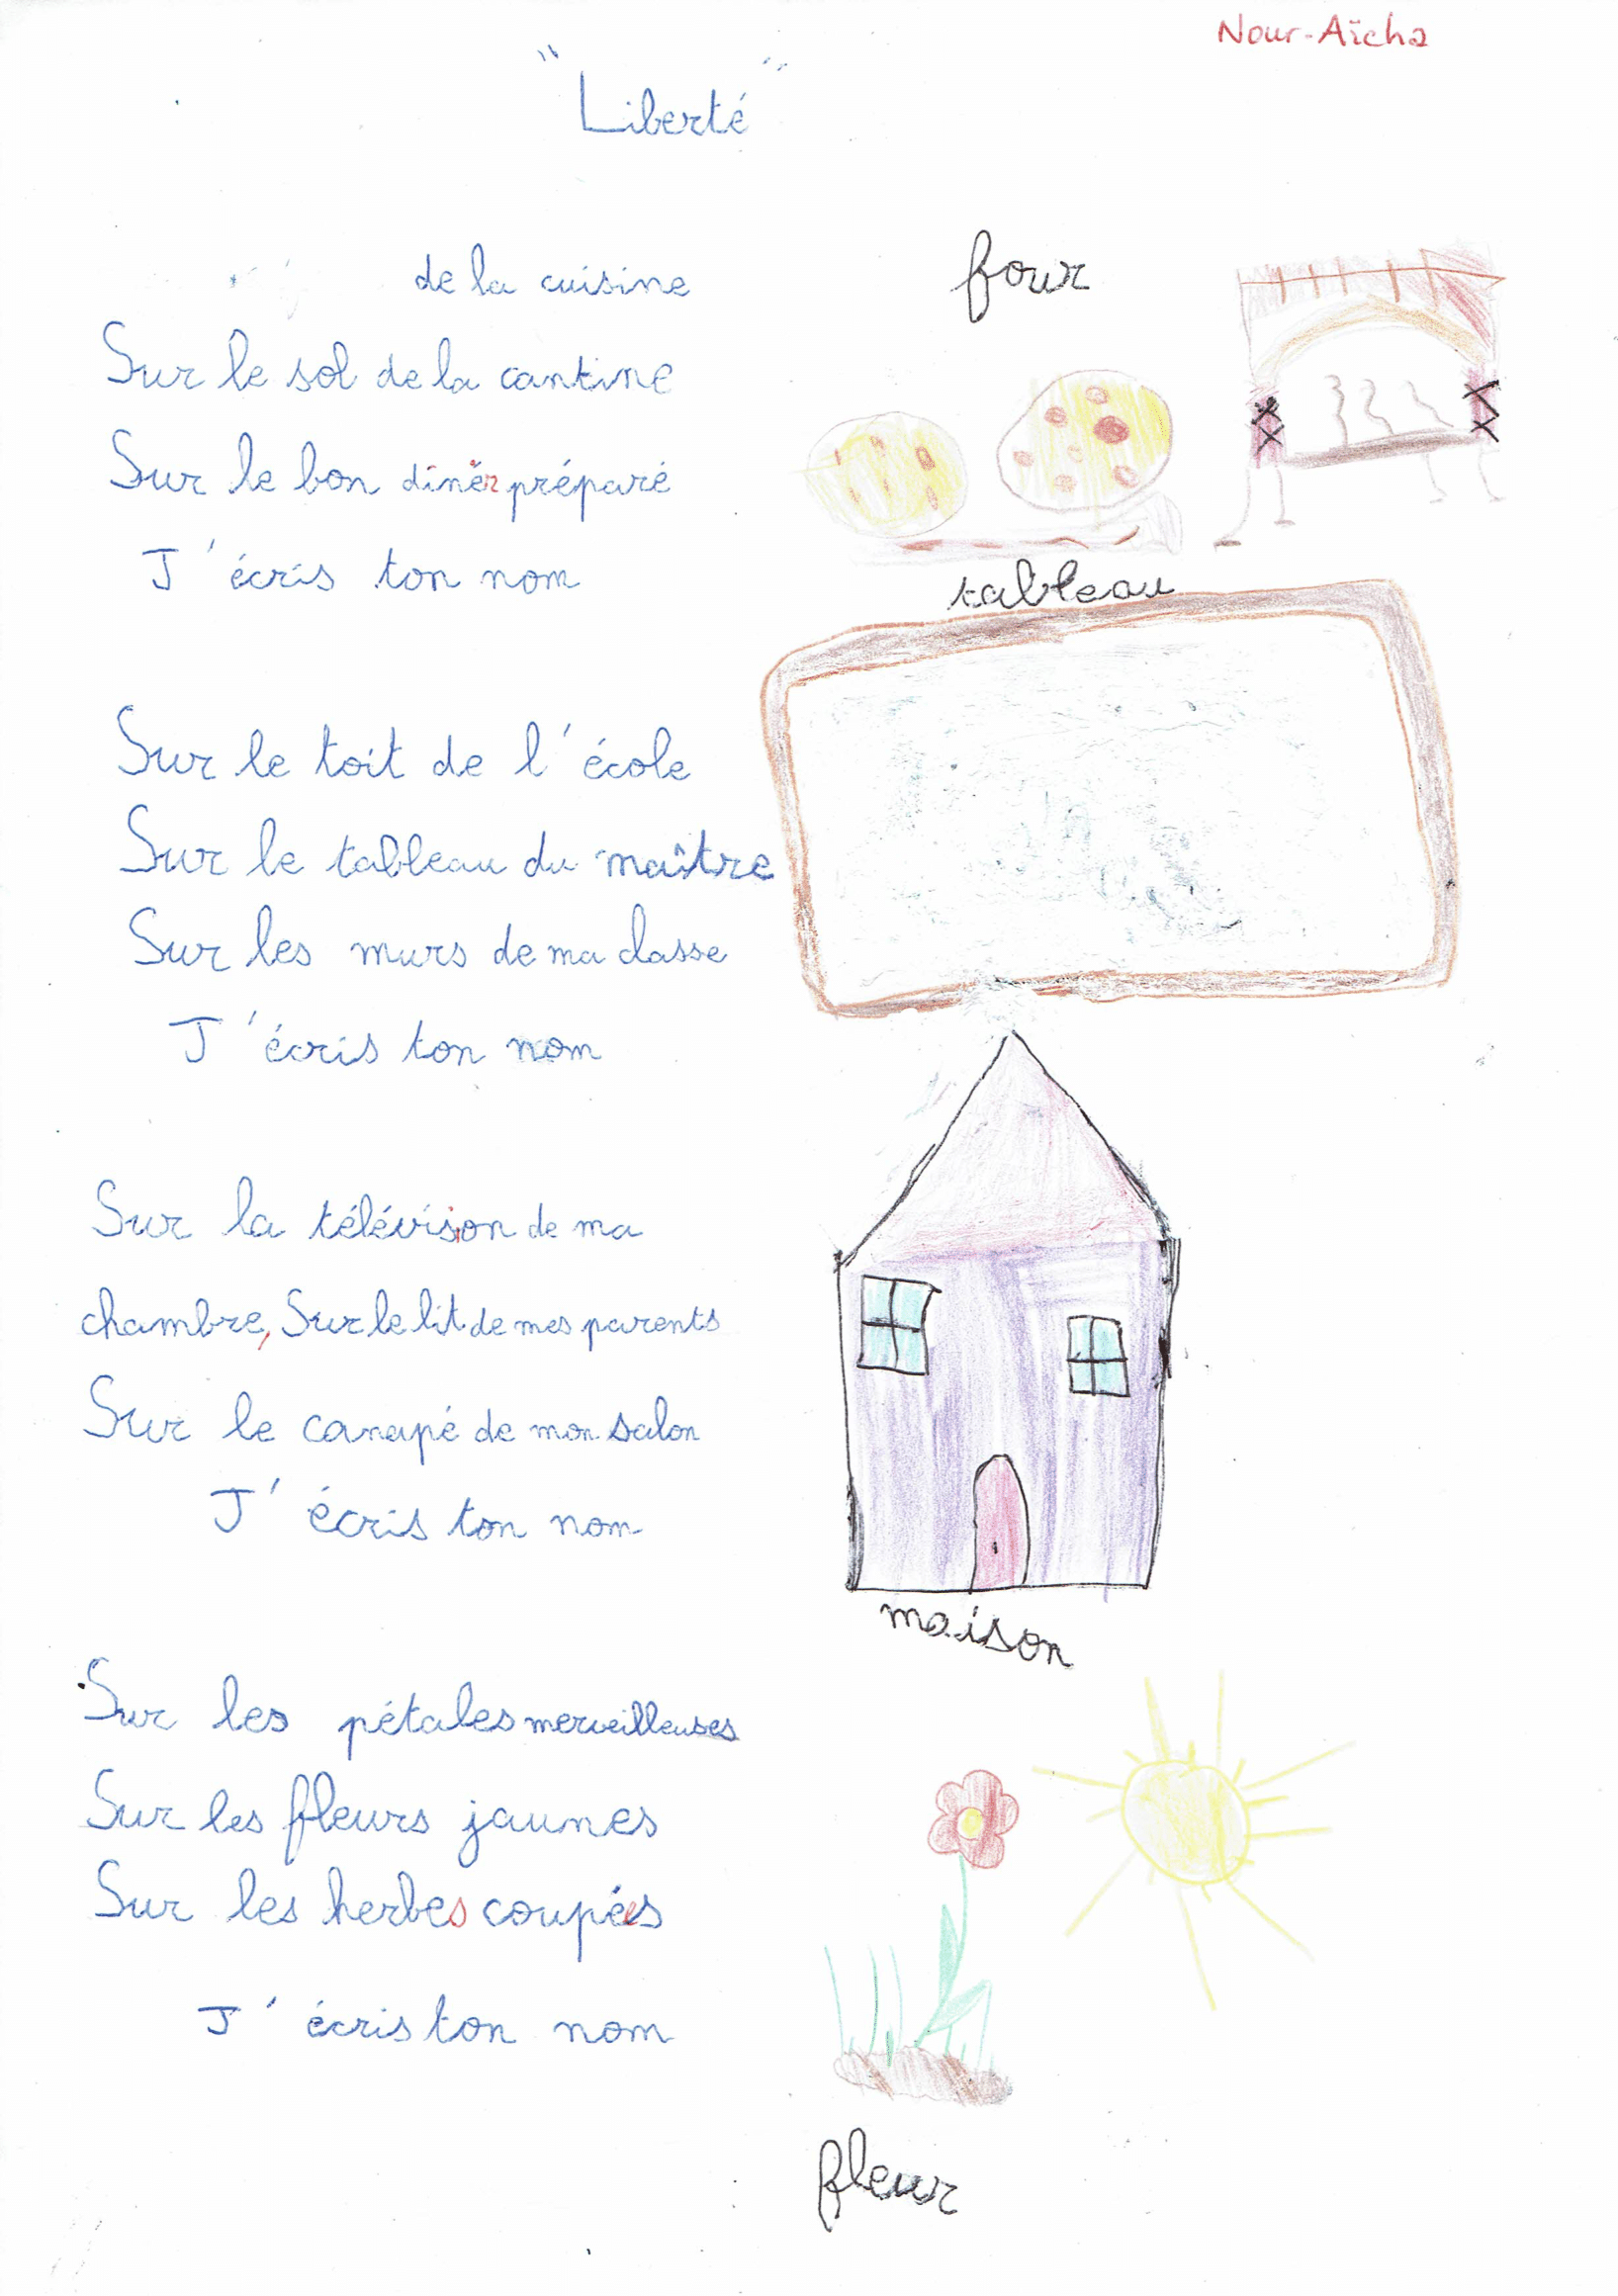 Nour-Aïcha
"Liberté"
de la cuisine
Sur le sol de la cantine
Sur le bon dinêr préparé
J'écris ton nom
four
tableau
Sur le toit de l'école
Sur le tableau du maître
Sur les murs de ma classe
J'écris ton nom
Sur la télévision de ma
chambre, Sur le lit de mes parents
Sur le canapé de mon salon
J'écris ton nom
maison
Sur les pétales merveilleuses
Sur les fleurs jaunes
Sur les herbes coupées
J'écris ton nom
fleur